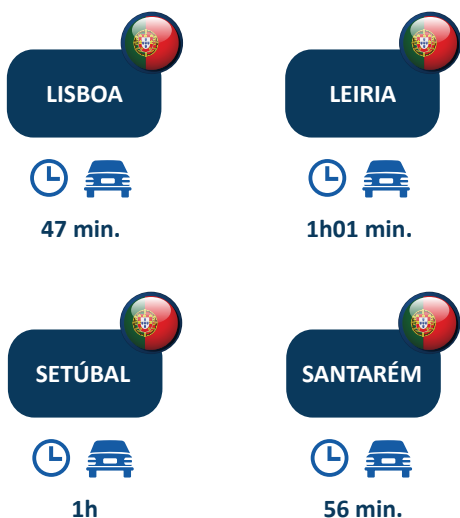 LISBOA
LEIRIA
47 min.
1h01 min.
SETÚBAL
SANTARÉM
1h
56 min.